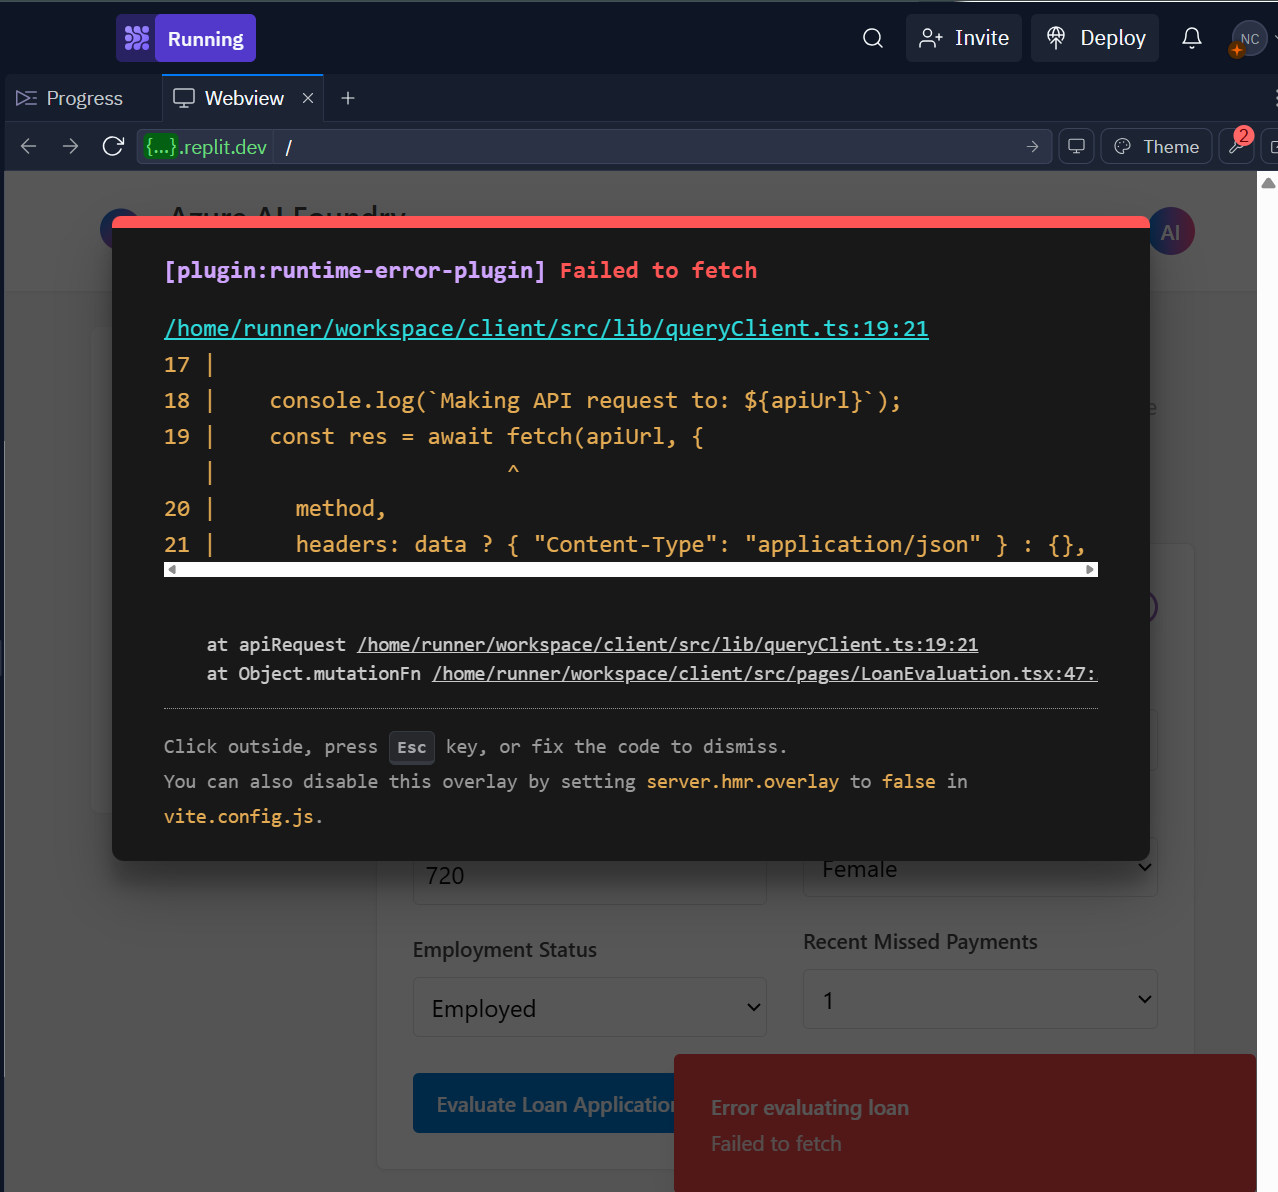 Running
Invite
Deploy
NC
Progress
Webview
{...}.replit.dev
/
Theme
2
Azure AI Foundry
AI
[plugin:runtime-error-plugin] Failed to fetch
/home/runner/workspace/client/src/lib/queryClient.ts:19:21
17 |
18 |    console.log(`Making API request to: ${apiUrl}`);
19 |    const res = await fetch(apiUrl, {
   |                      ^
20 |      method,
21 |      headers: data ? { "Content-Type": "application/json" } : {},
at apiRequest /home/runner/workspace/client/src/lib/queryClient.ts:19:21
at Object.mutationFn /home/runner/workspace/client/src/pages/LoanEvaluation.tsx:47:
Click outside, press Esc key, or fix the code to dismiss.
You can also disable this overlay by setting server.hmr.overlay to false in
vite.config.js.
720
Female
Employment Status
Recent Missed Payments
Employed
1
Evaluate Loan Application
Error evaluating loan
Failed to fetch